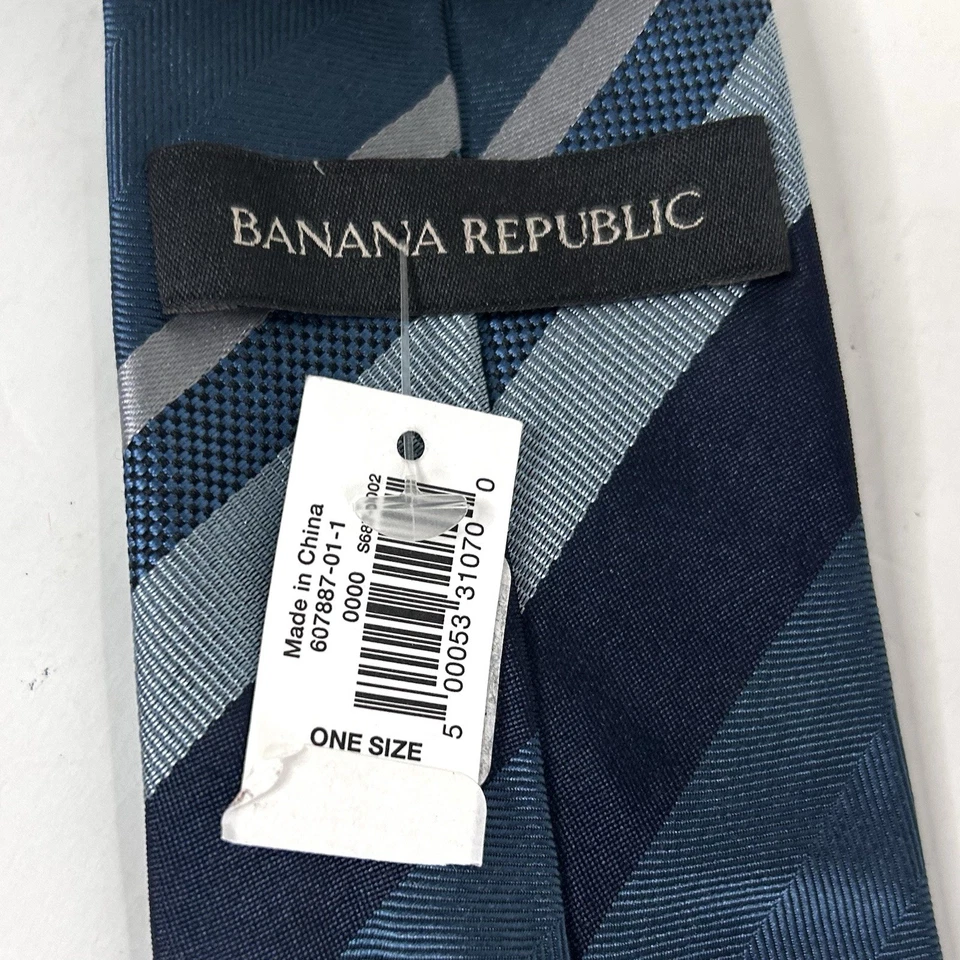 BANANA REPUBLIC
Made in China
607887-01-1
0000
5 00053 31070 0
ONE SIZE